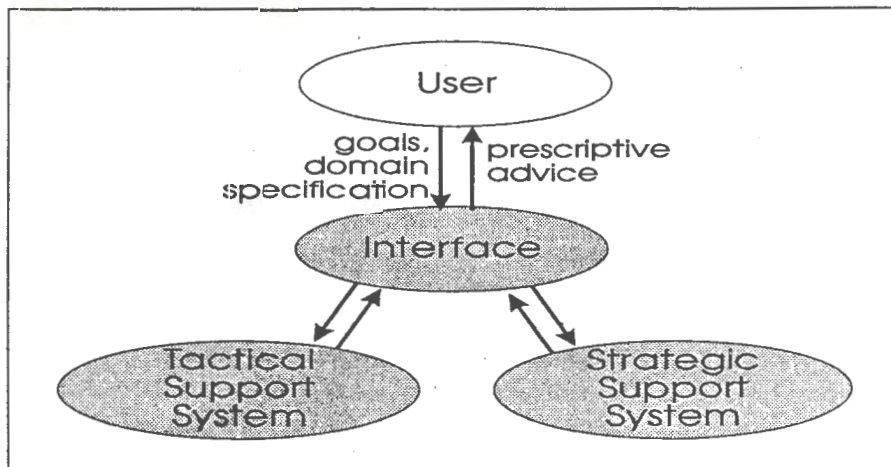 User
goals,
domain
specification
prescriptive
advice
Interface
Tactical
Support
System
Strategic
Support
System